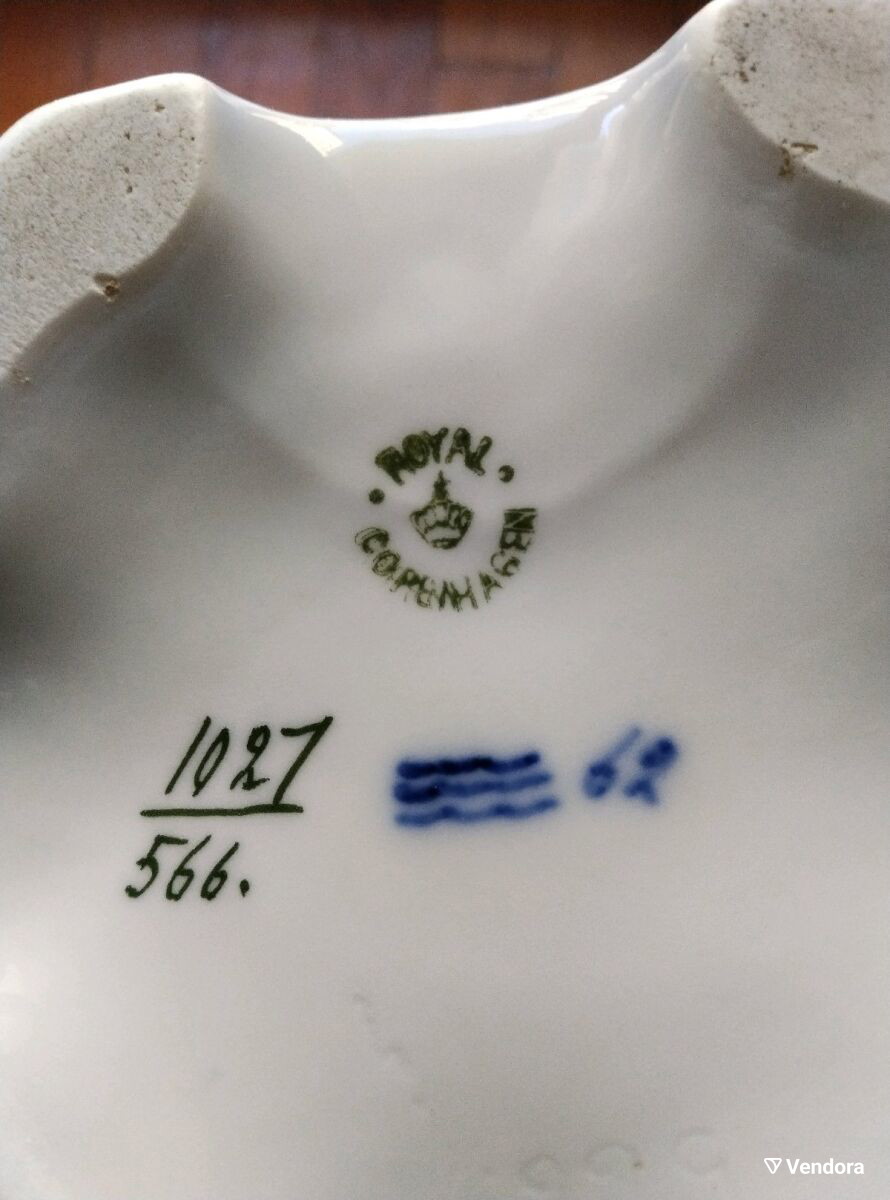 ROYAL
COPENHAGEN
1027
566.
62
Vendora